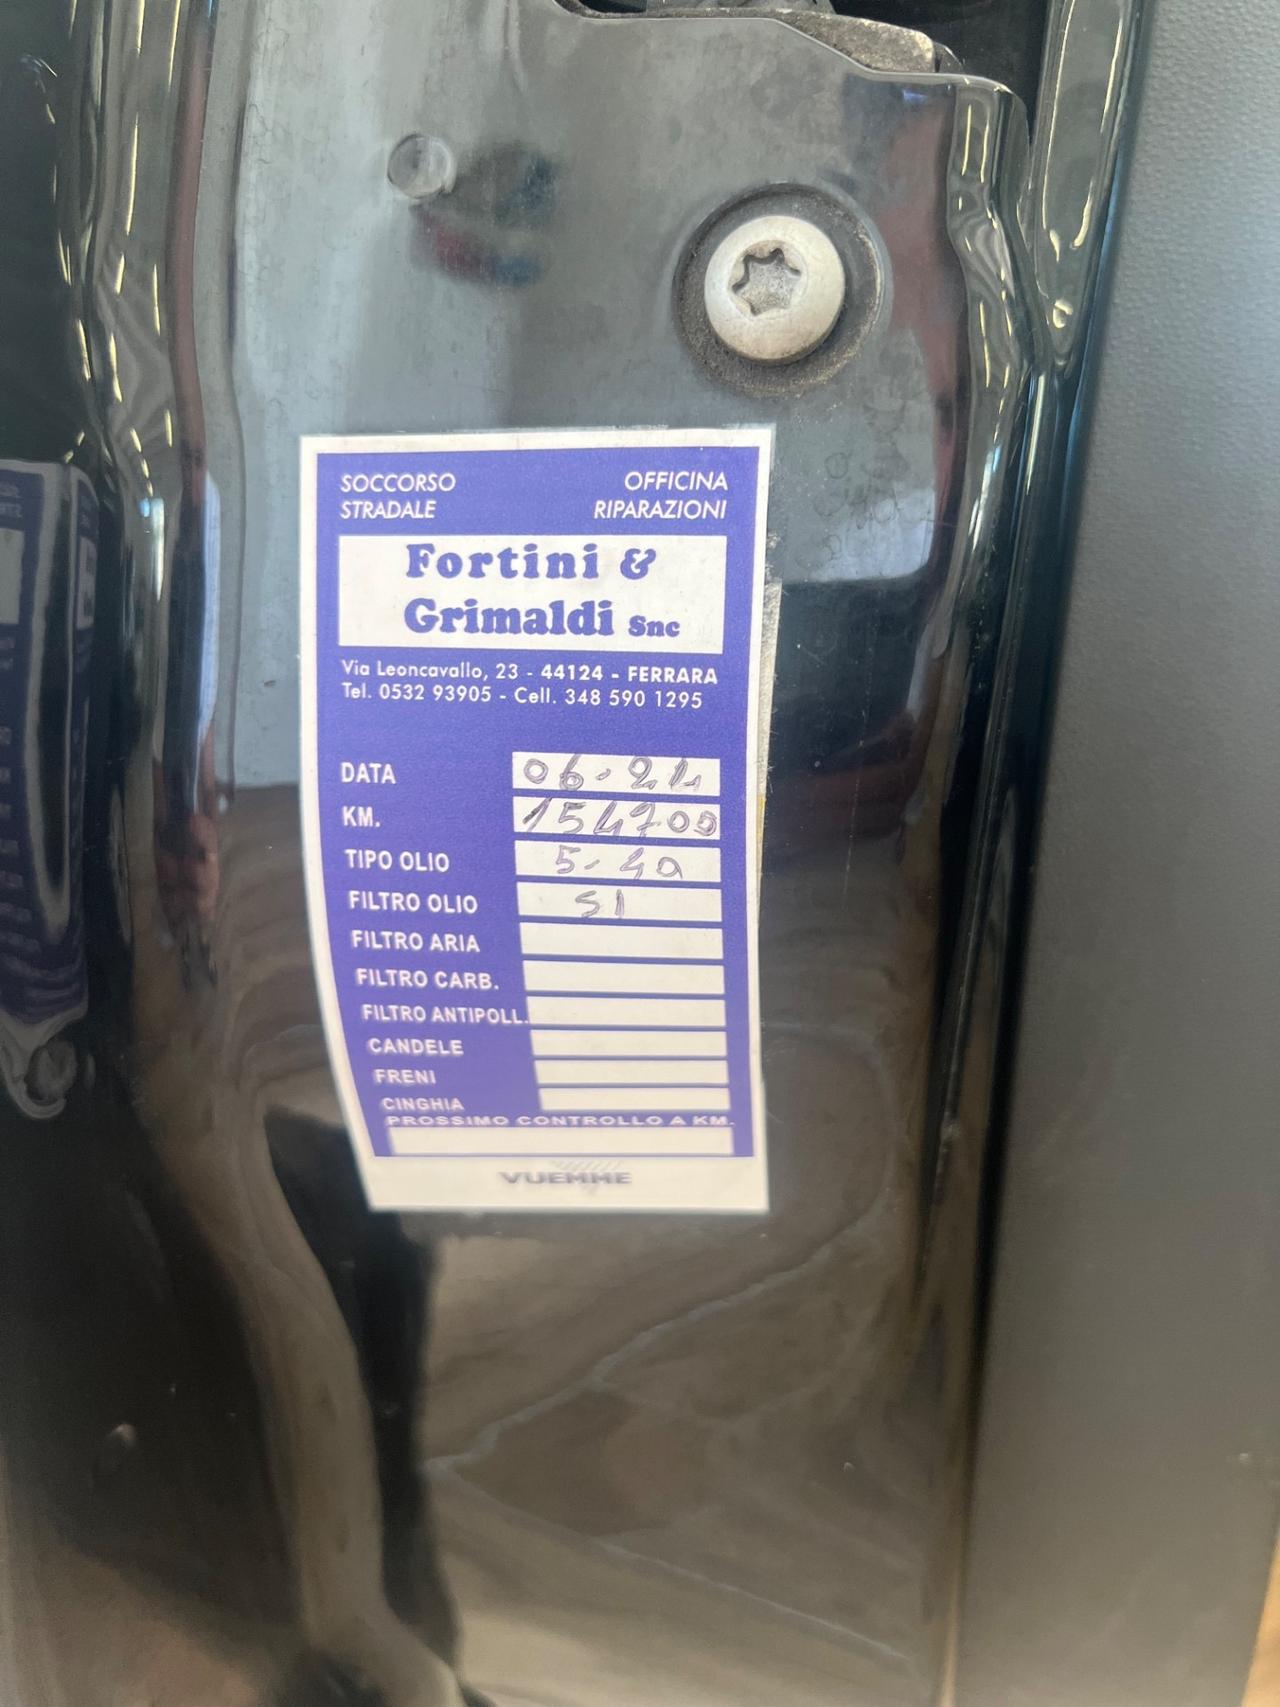 SOCCORSO STRADALE
OFFICINA RIPARAZIONI
Fortini &
Grimaldi snc
Via Leoncavallo, 23 - 44124 - FERRARA
Tel. 0532 93905 - Cell. 348 590 1295
DATA
KM. 154700
TIPO OLIO 5-40
FILTRO OLIO SI
FILTRO ARIA
FILTRO CARB.
FILTRO ANTIPOLL.
CANDELE
FRENI
CINGHIA
PROSSIMO CONTROLLO A KM.
VUEMME